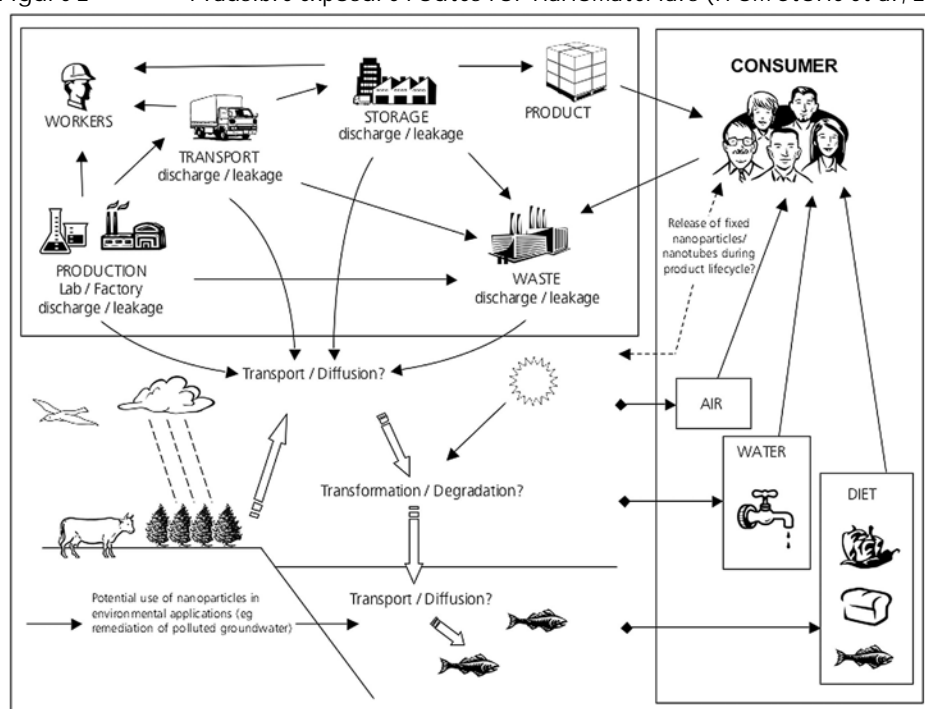 CONSUMER
WORKERS
STORAGE
discharge / leakage
PRODUCT
TRANSPORT
discharge / leakage
PRODUCTION
Lab / Factory
discharge / leakage
WASTE
discharge / leakage
Release of fixed
nanoparticles/
nanotubes during
product lifecycle?
Transport / Diffusion?
AIR
WATER
Transformation / Degradation?
DIET
Potential use of nanoparticles in
environmental applications (eg
remediation of polluted groundwater)
Transport / Diffusion?